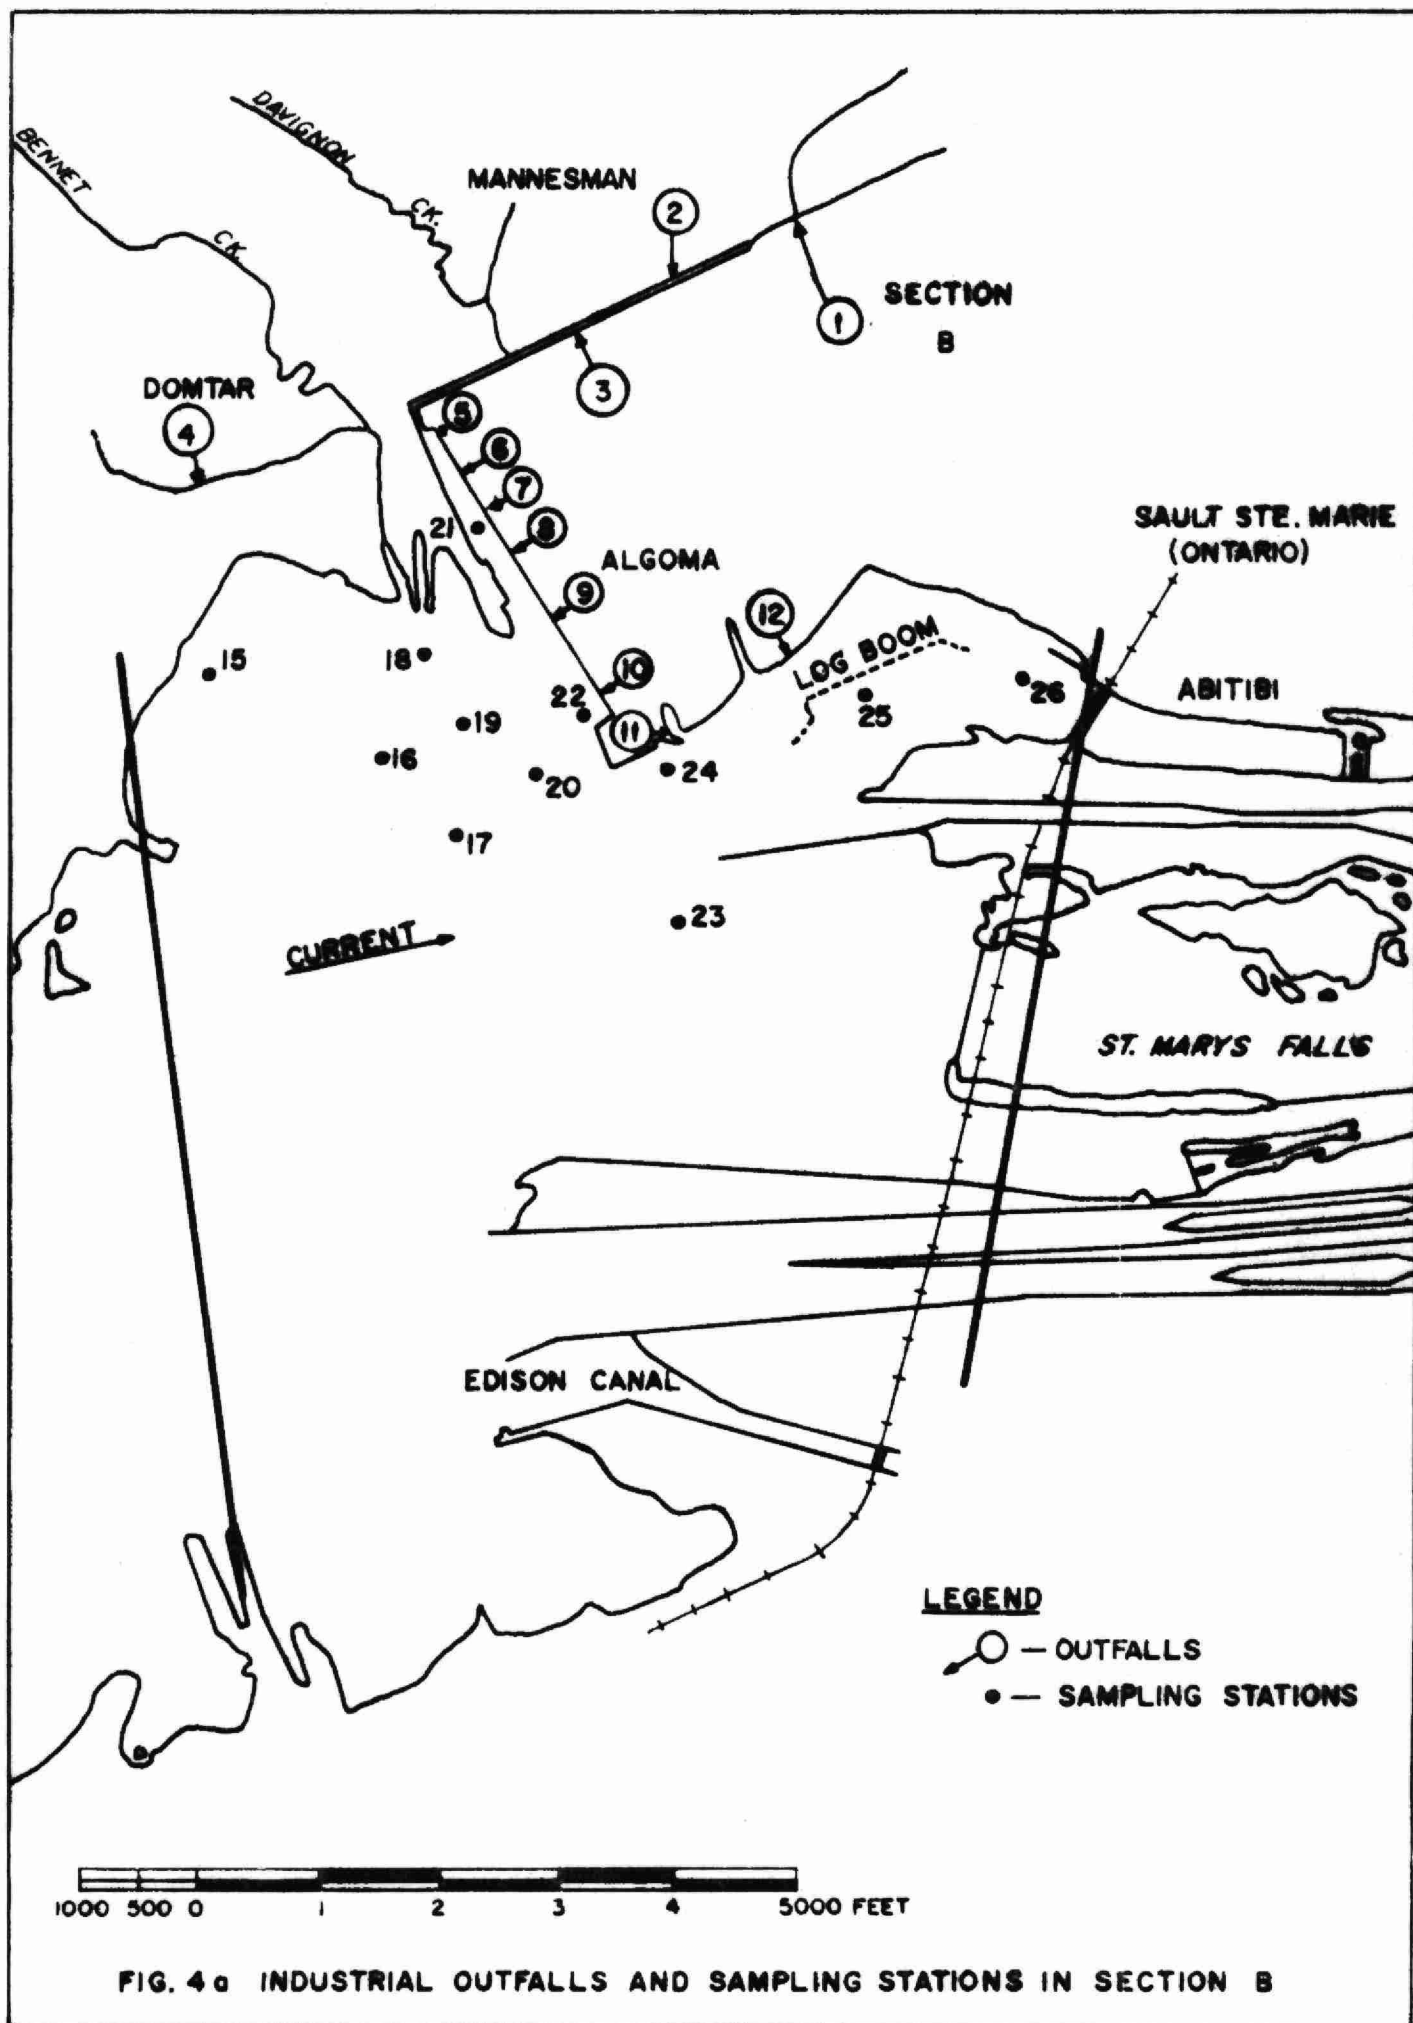 DAVIGNON
CK.
BENNET
CK.
MANNESMAN
2
1
SECTION
B
3
DOMTAR
4
5
6
7
8
21
ALGOMA
9
SAULT STE. MARIE
(ONTARIO)
12
LOG BOOM
15
18
10
22
11
19
25
26
ABITIBI
16
20
24
17
23
CURRENT
ST. MARYS FALLS
EDISON CANAL
LEGEND
— OUTFALLS
— SAMPLING STATIONS
1000 500 0 1 2 3 4 5000 FEET
FIG. 4a INDUSTRIAL OUTFALLS AND SAMPLING STATIONS IN SECTION B